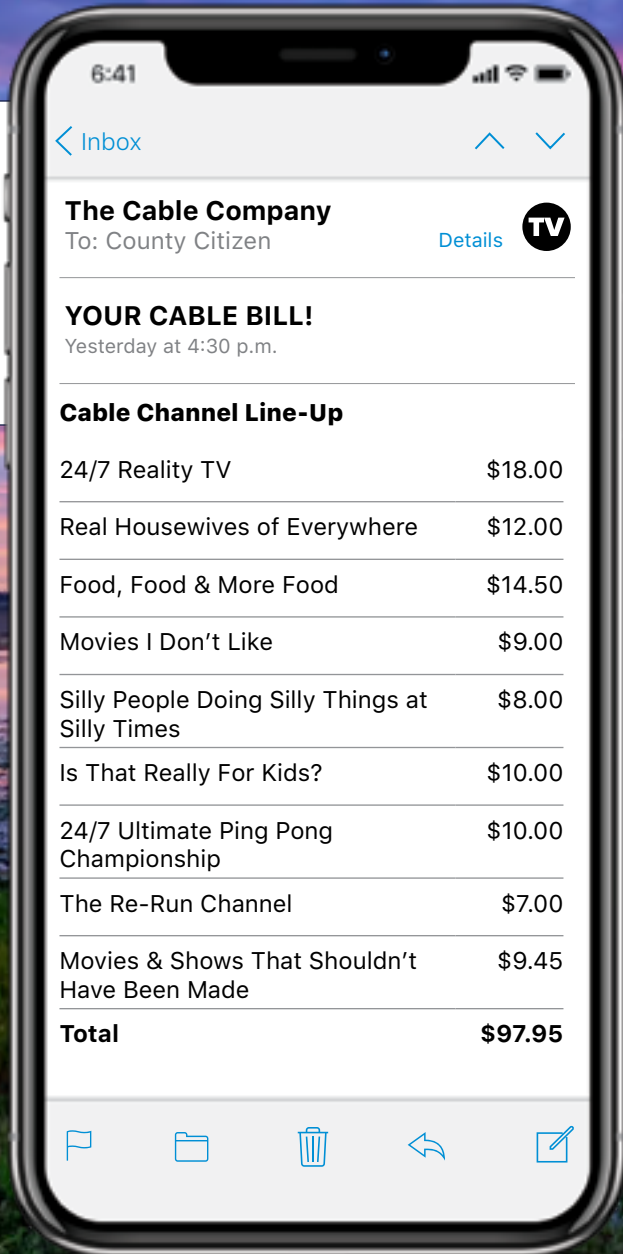 6:41
Inbox
The Cable Company
To: County Citizen
Details
TV
YOUR CABLE BILL!
Yesterday at 4:30 p.m.
Cable Channel Line-Up
24/7 Reality TV $18.00
Real Housewives of Everywhere $12.00
Food, Food & More Food $14.50
Movies I Don’t Like $9.00
Silly People Doing Silly Things at $8.00
Silly Times
Is That Really For Kids? $10.00
24/7 Ultimate Ping Pong $10.00
Championship
The Re-Run Channel $7.00
Movies & Shows That Shouldn’t $9.45
Have Been Made
Total $97.95